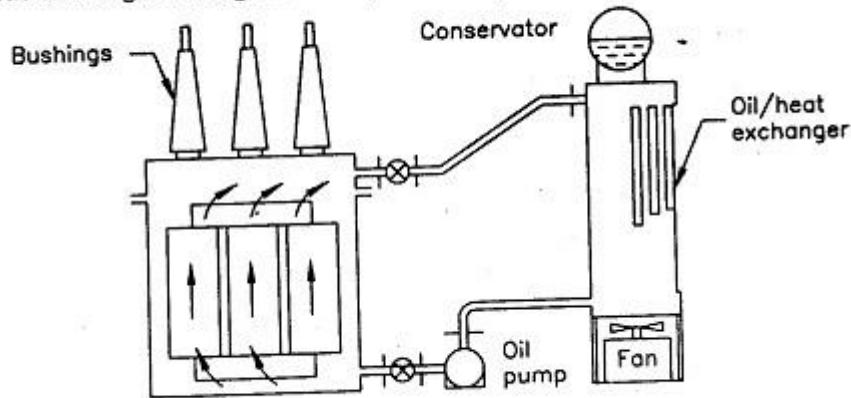 Bushings
Conservator
Oil/heat
exchanger
Oil
pump
Fan